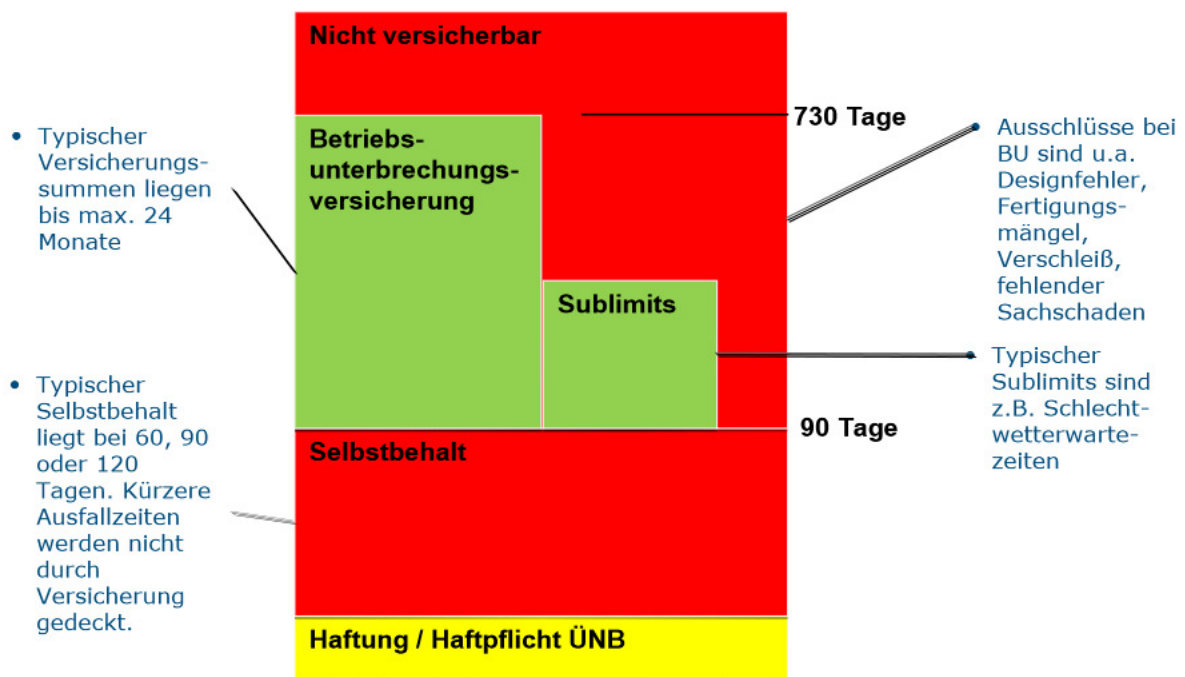 Nicht versicherbar
730 Tage
• Typischer
Versicherungs-
summen liegen
bis max. 24
Monate
Betriebs-
unterbrechungs-
versicherung
• Ausschlüsse bei
BU sind u.a.
Designfehler,
Fertigungs-
mängel,
Verschleiß,
fehlender
Sachschaden
Sublimits
• Typischer
Sublimits sind
z.B. Schlecht-
wetterwarte-
zeiten
90 Tage
• Typischer
Selbstbehalt
liegt bei 60, 90
oder 120
Tagen. Kürzere
Ausfallzeiten
werden nicht
durch
Versicherung
gedeckt.
Selbstbehalt
Haftung / Haftpflicht ÜNB